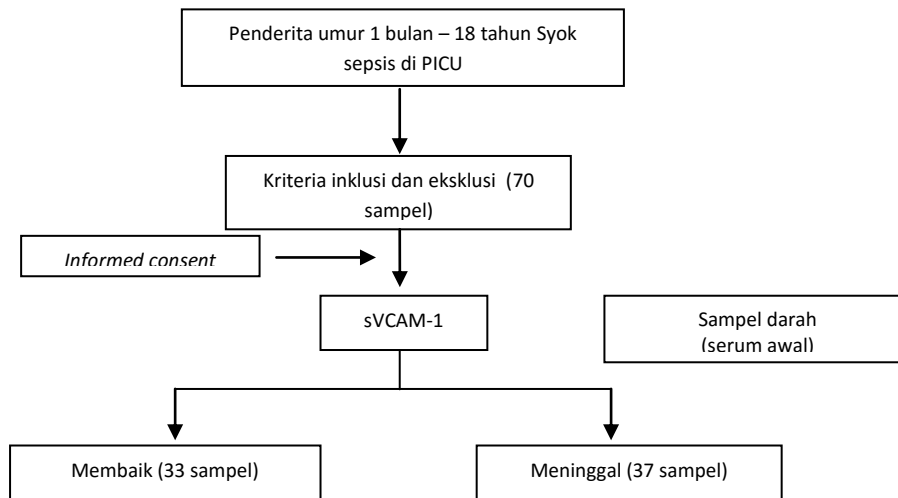 Penderita umur 1 bulan – 18 tahun Syok
sepsis di PICU
Kriteria inklusi dan eksklusi (70
sampel)
Informed consent
sVCAM-1
Sampel darah
(serum awal)
Membaik (33 sampel)
Meninggal (37 sampel)